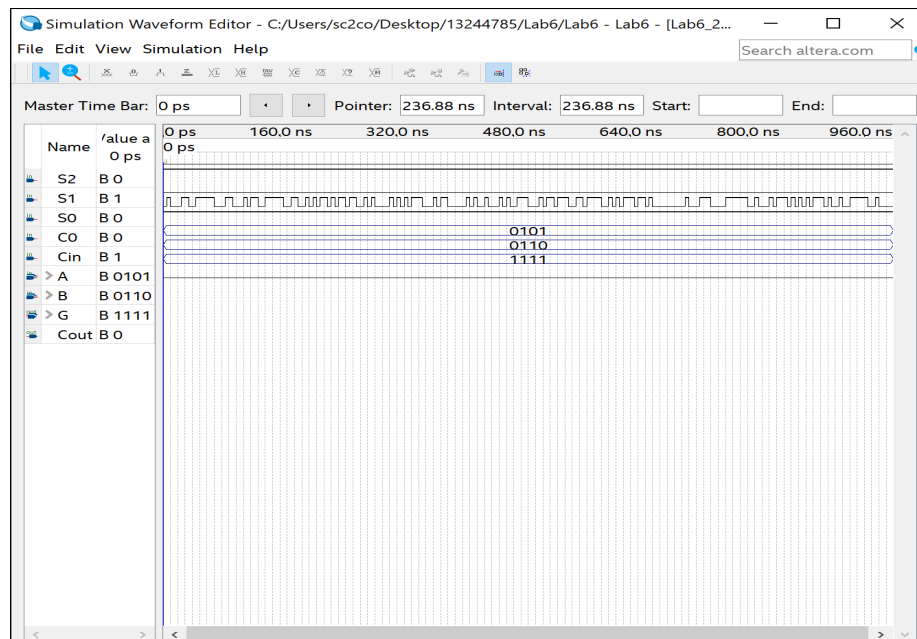 Simulation Waveform Editor - C:/Users/sc2co/Desktop/13244785/Lab6/Lab6 - Lab6 - [Lab6_2...
File Edit View Simulation Help
Search altera.com
Master Time Bar: 0 ps Pointer: 236.88 ns Interval: 236.88 ns Start: End:
Name
Value a
0 ps
0 ps 160,0 ns 320,0 ns 480,0 ns 640,0 ns 800,0 ns 960.0 ns
0 ps
S2 B 0
S1 B 1
S0 B 0
C0 B 0 0101
0110
Cin B 1 1111
> A B 0101
> B B 0110
> G B 1111
Cout B 0